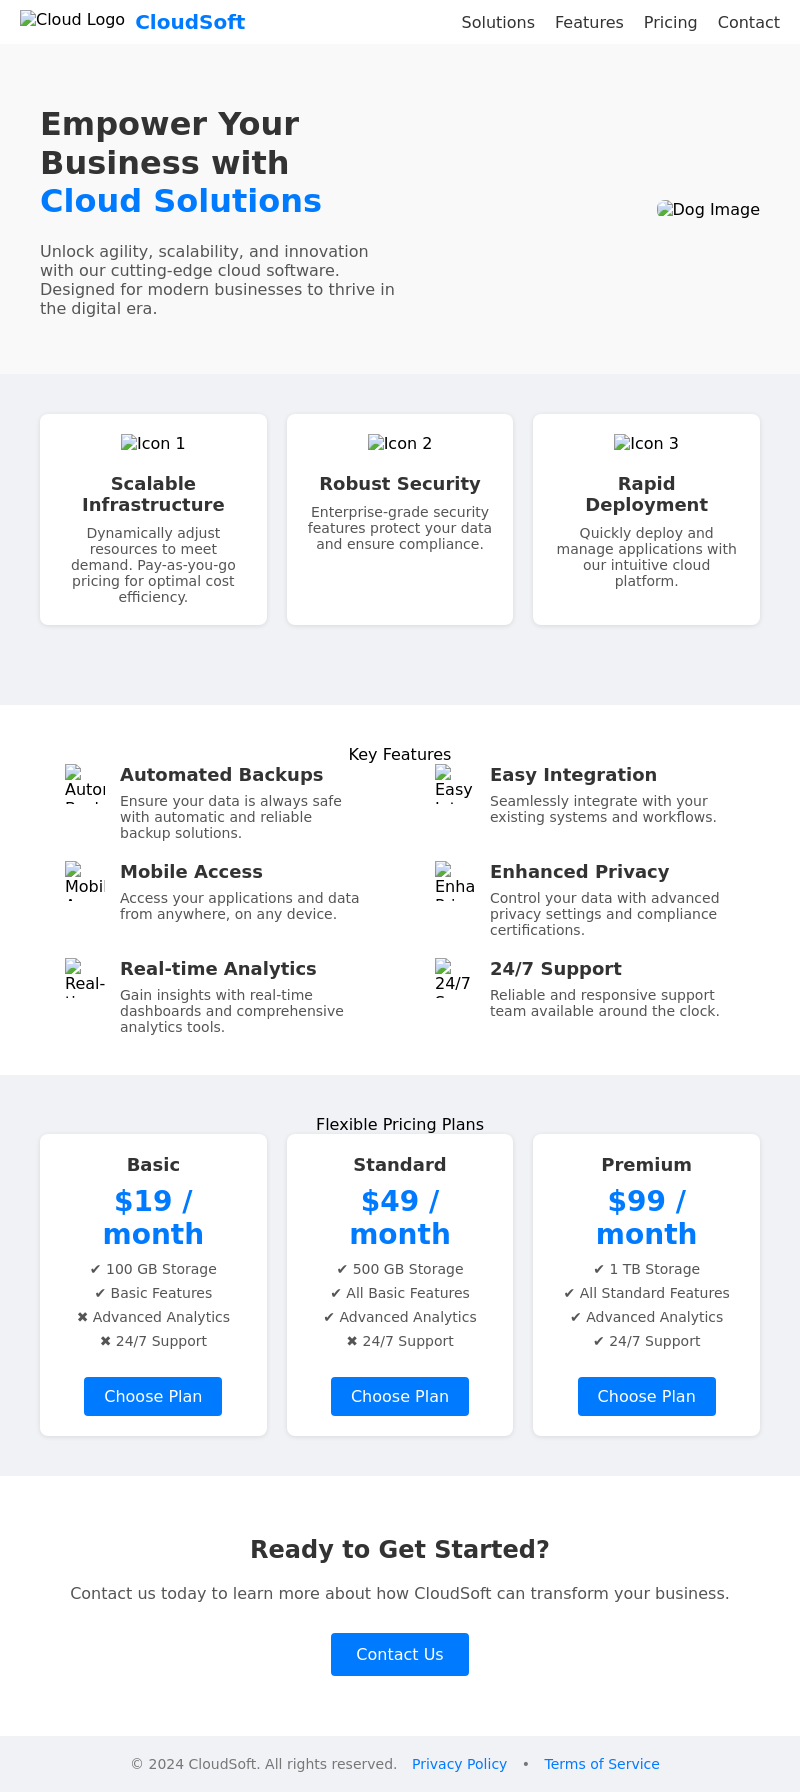 Cloud Logo CloudSoft Solutions Features Pricing Contact
Empower Your
Business with
Cloud Solutions
Dog Image
Unlock agility, scalability, and innovation
with our cutting-edge cloud software.
Designed for modern businesses to thrive in
the digital era.
Icon 1
Scalable
Infrastructure
Dynamically adjust
resources to meet
demand. Pay-as-you-go
pricing for optimal cost
efficiency.
Icon 2
Robust Security
Enterprise-grade security
features protect your data
and ensure compliance.
Icon 3
Rapid
Deployment
Quickly deploy and
manage applications with
our intuitive cloud
platform.
Key Features
Automated Backups
Ensure your data is always safe
with automatic and reliable
backup solutions.
Easy
Easy Integration
Seamlessly integrate with your
existing systems and workflows.
Mobile Access
Access your applications and data
from anywhere, on any device.
Enhanced Privacy
Control your data with advanced
privacy settings and compliance
certifications.
Real-
Real-time Analytics
Gain insights with real-time
dashboards and comprehensive
analytics tools.
24/7
24/7 Support
Reliable and responsive support
team available around the clock.
Flexible Pricing Plans
Basic
$19 /
month
✔ 100 GB Storage
✔ Basic Features
✖ Advanced Analytics
✖ 24/7 Support
Choose Plan
Standard
$49 /
month
✔ 500 GB Storage
✔ All Basic Features
✔ Advanced Analytics
✖ 24/7 Support
Choose Plan
Premium
$99 /
month
✔ 1 TB Storage
✔ All Standard Features
✔ Advanced Analytics
✔ 24/7 Support
Choose Plan
Ready to Get Started?
Contact us today to learn more about how CloudSoft can transform your business.
Contact Us
© 2024 CloudSoft. All rights reserved. Privacy Policy • Terms of Service